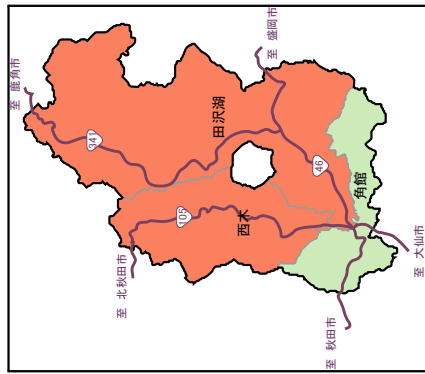 至 鹿角市
341
至 盛岡市
田沢湖
至 北秋田市
105
西木
46
角館
至 秋田市
至 大仙市